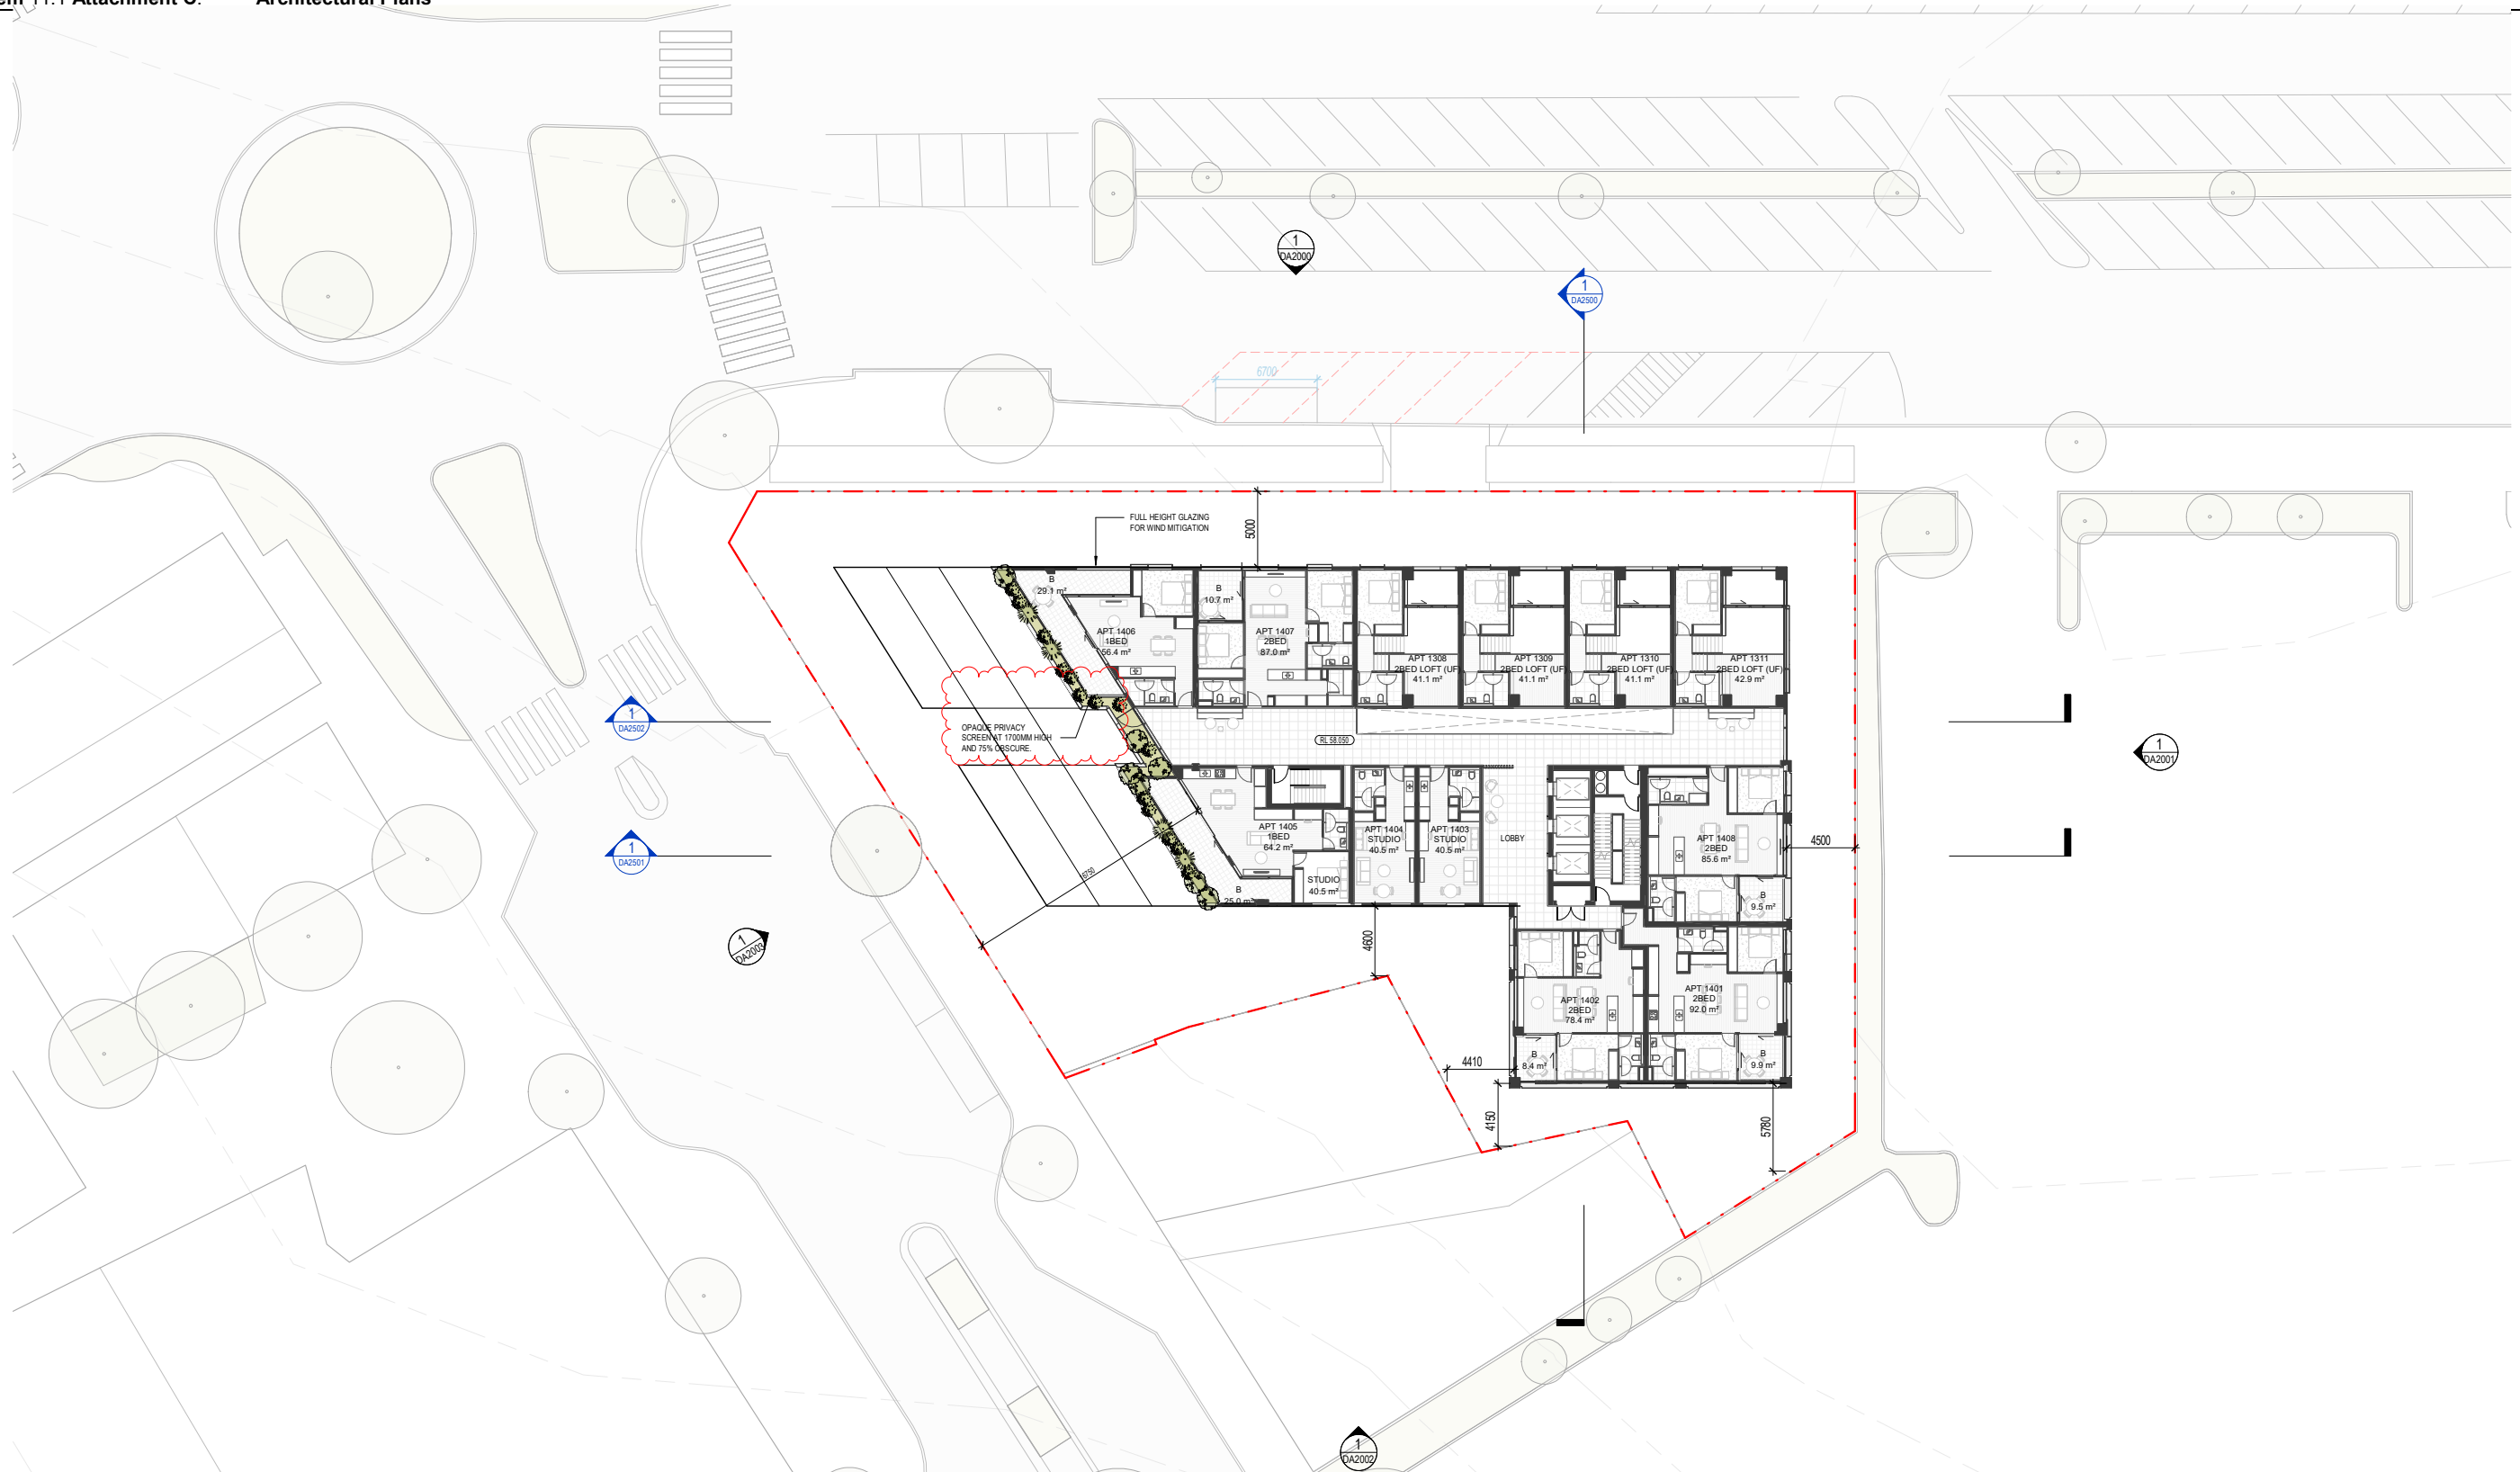 Attachment C. Architectural Plans
1
DA2000
1
DA2500
6700
FULL HEIGHT GLAZING
FOR WIND MITIGATION
5000
B
29.1 m²
B
10.7 m²
APT 1406
1BED
56.4 m²
APT 1407
2BED
87.0 m²
APT 1308
2BED LOFT (UF)
41.1 m²
APT 1309
2BED LOFT (UF)
41.1 m²
APT 1310
2BED LOFT (UF)
41.1 m²
APT 1311
2BED LOFT (UF)
42.9 m²
1
DA2502
OPAQUE PRIVACY
SCREEN AT 1700MM HIGH
AND 75% OBSCURE.
RL 58.050
1
DA2001
1
DA2501
APT 1405
1BED
64.2 m²
APT 1404
STUDIO
40.5 m²
APT 1403
STUDIO
40.5 m²
LOBBY
APT 1408
2BED
85.6 m²
4500
6750
STUDIO
40.5 m²
B
25.0 m²
B
9.5 m²
1
DA2003
4600
APT 1402
2BED
78.4 m²
APT 1401
2BED
92.0 m²
B
8.4 m²
B
9.9 m²
4410
4150
5780
1
DA2002